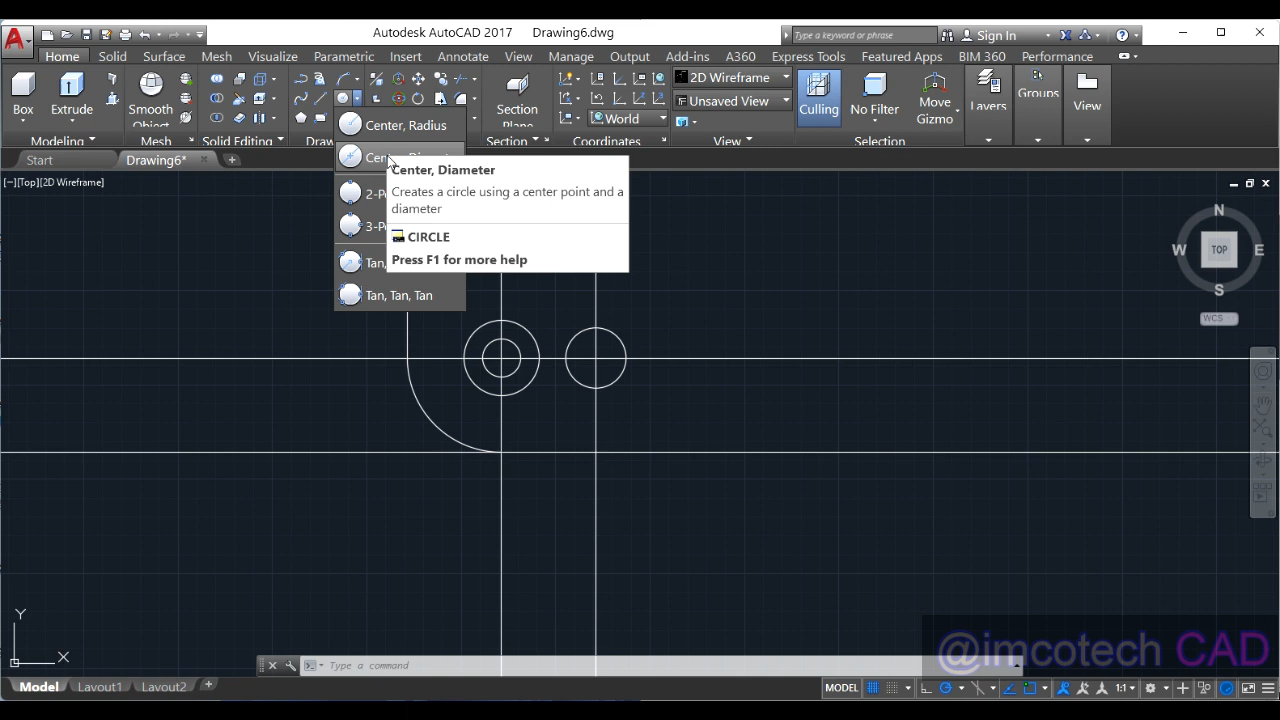 Autodesk AutoCAD 2017 Drawing6.dwg
Type a keyword or phrase
Sign In
Home Solid Surface Mesh Visualize Parametric Insert Annotate View Manage Output Add-ins A360 Express Tools Featured Apps BIM 360 Performance
Box
Extrude
Smooth
Object
Section
Plane
World
2D Wireframe
Unsaved View
Culling
No Filter
Move
Gizmo
Layers
Groups
View
Modeling
Mesh
Solid Editing
Draw
Section
Coordinates
View
Selection
Start
Drawing6*
[−][Top][2D Wireframe]
Center, Radius
Center, Diameter
Creates a circle using a center point and a
diameter
CIRCLE
Press F1 for more help
2-P
3-P
Tan,
Tan, Tan, Tan
N
W
TOP
E
S
WCS
Y
X
Type a command
@imcotech CAD
Model Layout1 Layout2
MODEL
1:1